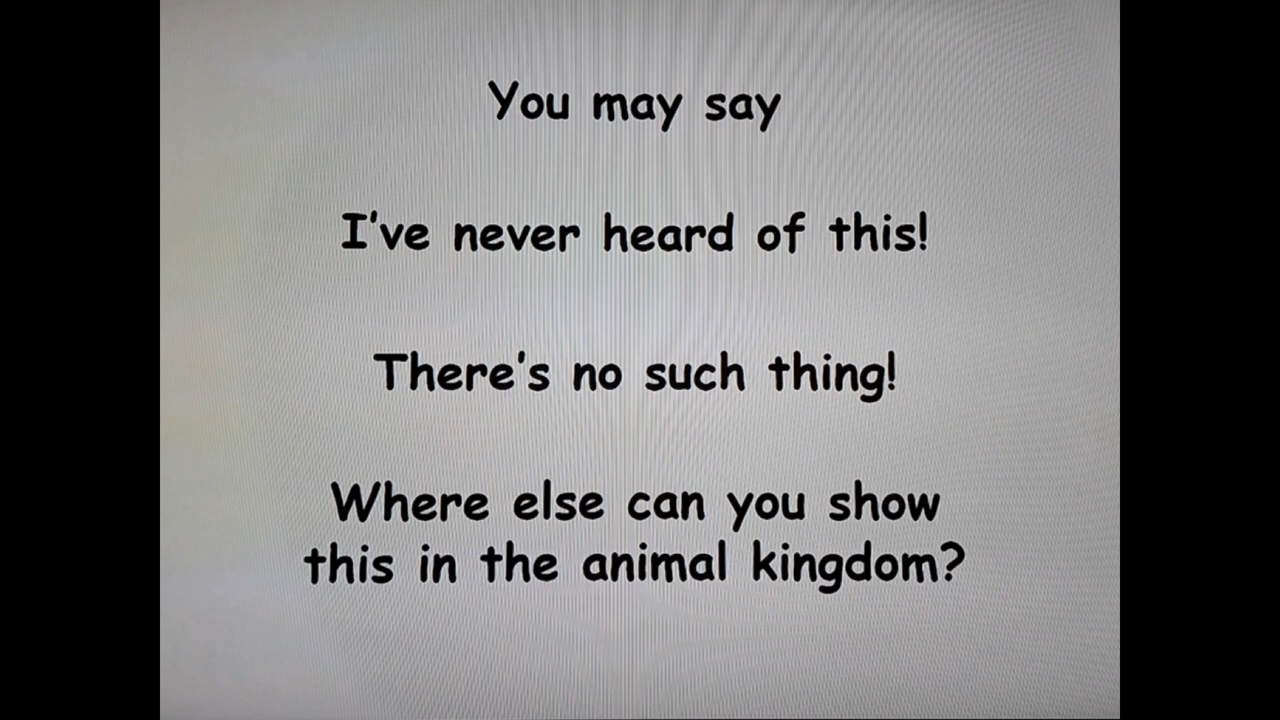 You may say
I've never heard of this!
There's no such thing!
Where else can you show
this in the animal kingdom?